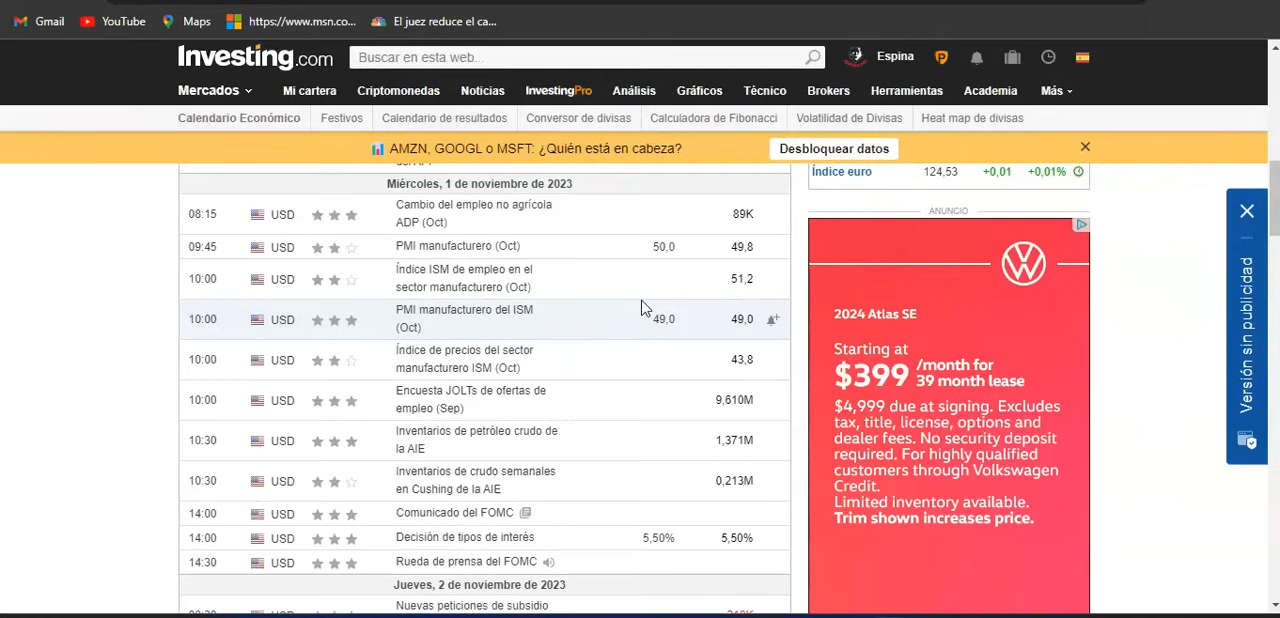 Gmail YouTube Maps https://www.msn.co... El juez reduce el ca...
Investing.com Buscar en esta web... Espina
Mercados Mi cartera Criptomonedas Noticias InvestingPro Análisis Gráficos Técnico Brokers Herramientas Academia Más
Calendario Económico Festivos Calendario de resultados Conversor de divisas Calculadora de Fibonacci Volatilidad de Divisas Heat map de divisas
AMZN, GOOGL o MSFT: ¿Quién está en cabeza? Desbloquear datos
Miércoles, 1 de noviembre de 2023
08:15 USD Cambio del empleo no agrícola
ADP (Oct) 89K
09:45 USD PMI manufacturero (Oct) 50,0 49,8
10:00 USD Índice ISM de empleo en el
sector manufacturero (Oct) 51,2
10:00 USD PMI manufacturero del ISM
(Oct) 49,0 49,0
10:00 USD Índice de precios del sector
manufacturero ISM (Oct) 43,8
10:00 USD Encuesta JOLTs de ofertas de
empleo (Sep) 9,610M
10:30 USD Inventarios de petróleo crudo de
la AIE 1,371M
10:30 USD Inventarios de crudo semanales
en Cushing de la AIE 0,213M
14:00 USD Comunicado del FOMC
14:00 USD Decisión de tipos de interés 5,50% 5,50%
14:30 USD Rueda de prensa del FOMC
Jueves, 2 de noviembre de 2023
Nuevas peticiones de subsidio
Índice euro 124,53 +0,01 +0,01%
ANUNCIO
2024 Atlas SE
Starting at
$399 /month for
39 month lease
$4,999 due at signing. Excludes
tax, title, license, options and
dealer fees. No security deposit
required. For highly qualified
customers through Volkswagen
Credit.
Limited inventory available.
Trim shown increases price.
Versión sin publicidad